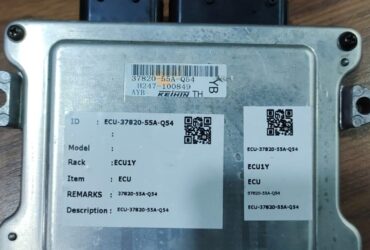 37820-55A-Q54
H247-100849
AYB KEIHIN TH
YB
ID : ECU-37820-55A-Q54
:
Model :
Rack :ECU1Y
Item : ECU
REMARKS : 37820-55A-Q54
Description : ECU-37820-55A-Q54
ECU-37820-55A-Q54
ECU1Y
ECU
37820-55A-Q54
ECU-37820-55A-Q54